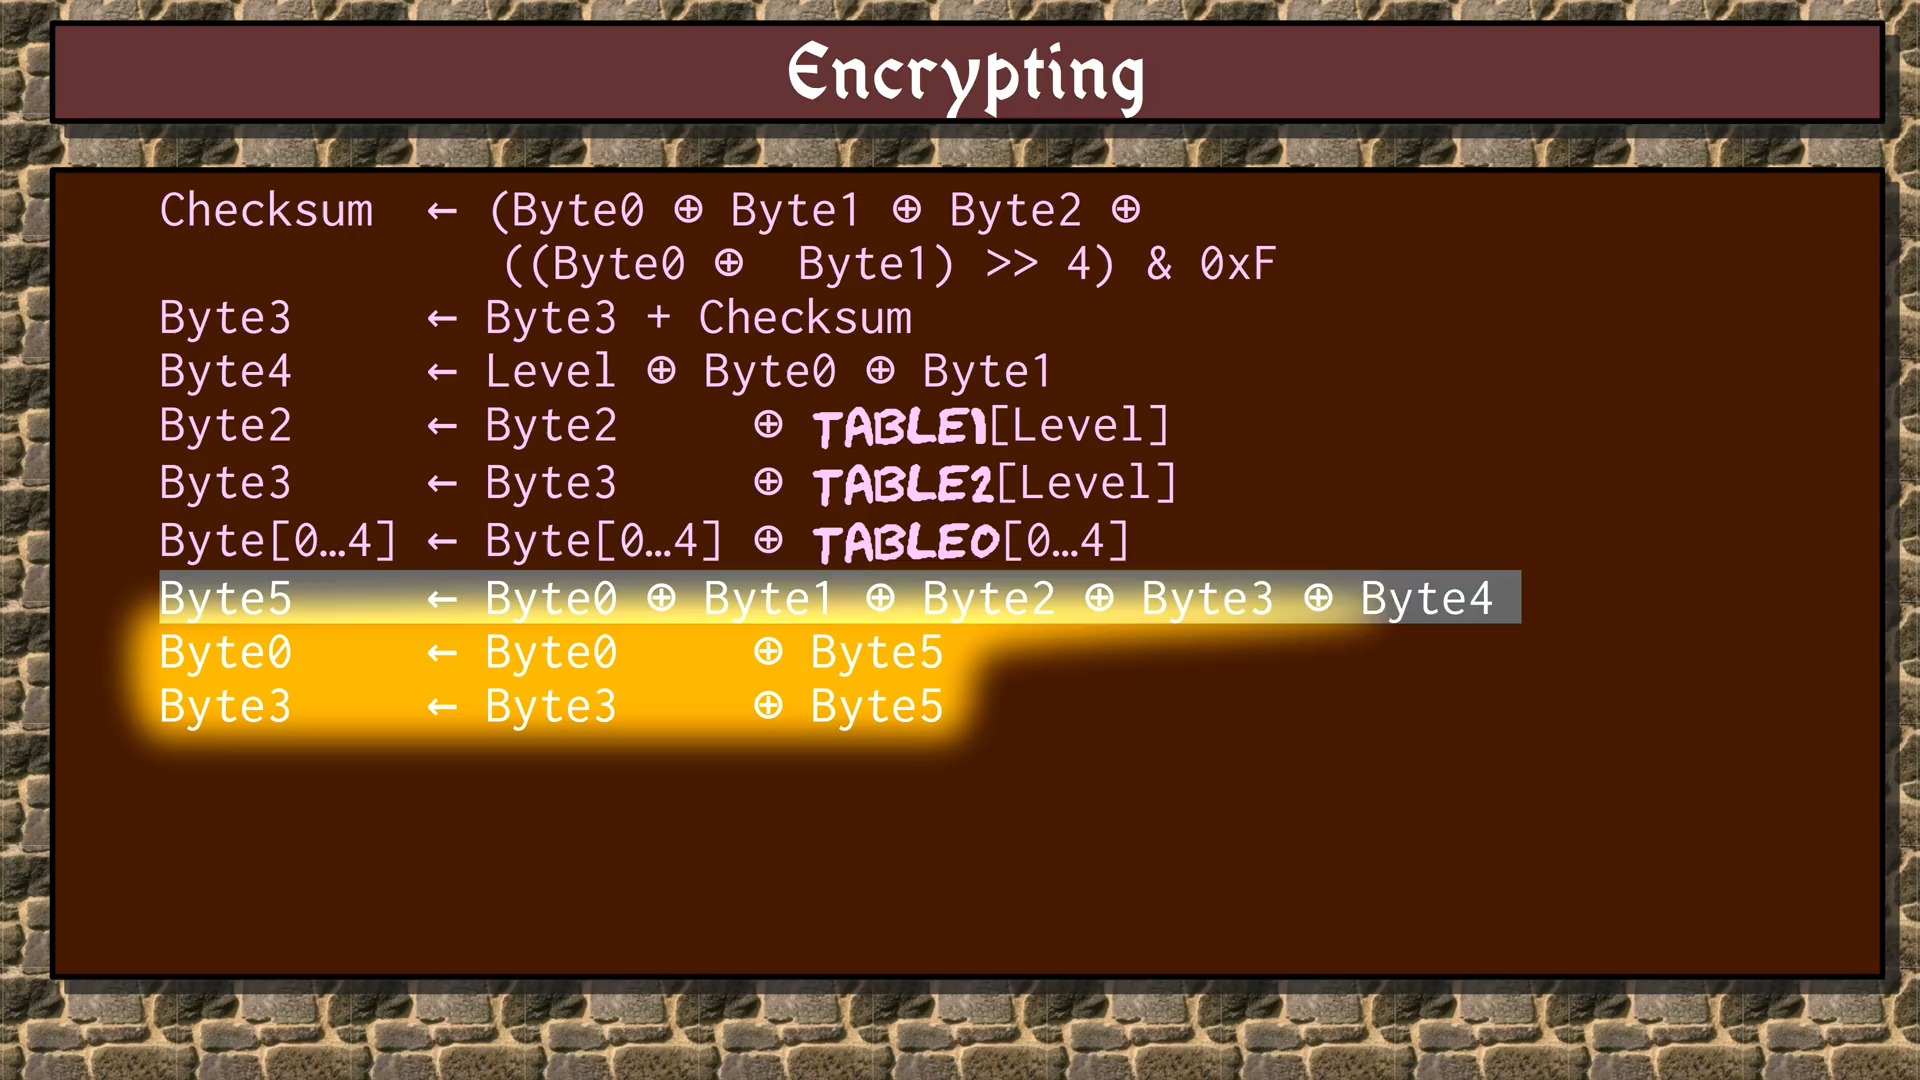 Encrypting
Checksum ← (Byte0 ⊕ Byte1 ⊕ Byte2 ⊕
((Byte0 ⊕ Byte1) >> 4) & 0xF
Byte3 ← Byte3 + Checksum
Byte4 ← Level ⊕ Byte0 ⊕ Byte1
Byte2 ← Byte2 ⊕ TABLE1[Level]
Byte3 ← Byte3 ⊕ TABLE2[Level]
Byte[0…4] ← Byte[0…4] ⊕ TABLE0[0…4]
Byte5 ← Byte0 ⊕ Byte1 ⊕ Byte2 ⊕ Byte3 ⊕ Byte4
Byte0 ← Byte0 ⊕ Byte5
Byte3 ← Byte3 ⊕ Byte5